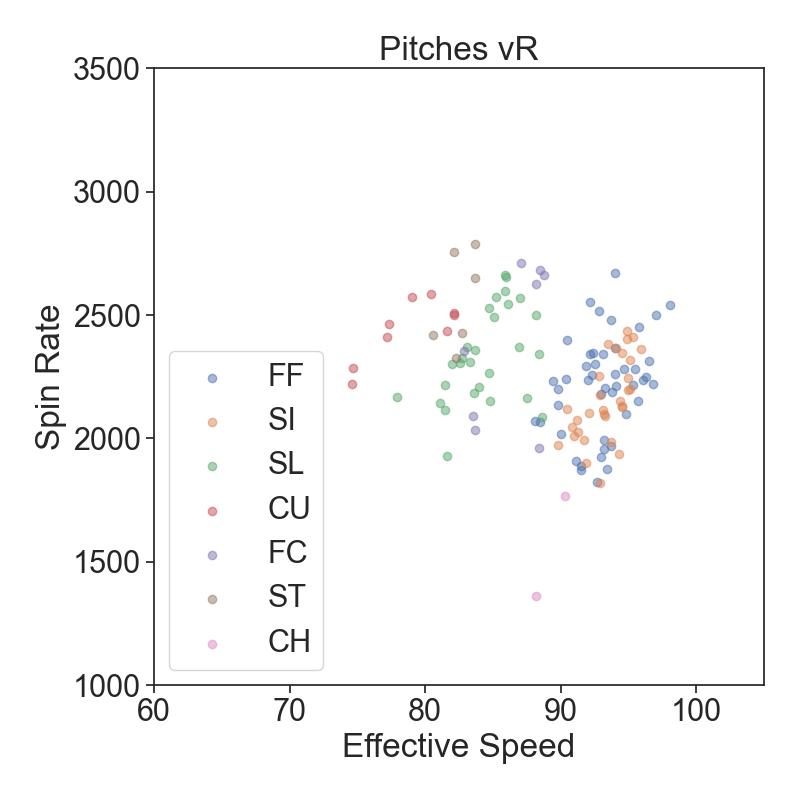 Pitches vR
3500
3000
2500
2000
1500
1000
Spin Rate
FF
SI
SL
CU
FC
ST
CH
60 70 80 90 100
Effective Speed